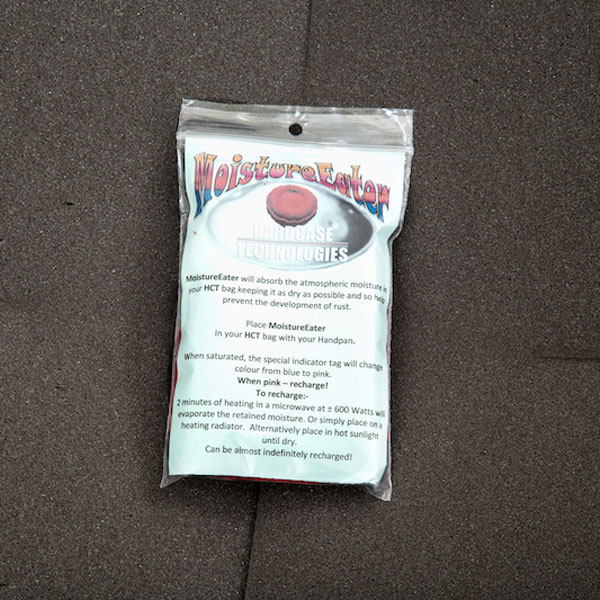 MoistureEater
HARDCASE
TECHNOLOGIES
MoistureEater will absorb the atmospheric moisture in
your HCT bag keeping it as dry as possible and so help
prevent the development of rust.
Place MoistureEater
In your HCT bag with your Handpan.
When saturated, the special indicator tag will change
colour from blue to pink.
When pink – recharge!
To recharge:-
2 minutes of heating in a microwave at ± 600 Watts will
evaporate the retained moisture. Or simply place on a
heating radiator. Alternatively place in hot sunlight
until dry.
Can be almost indefinitely recharged!